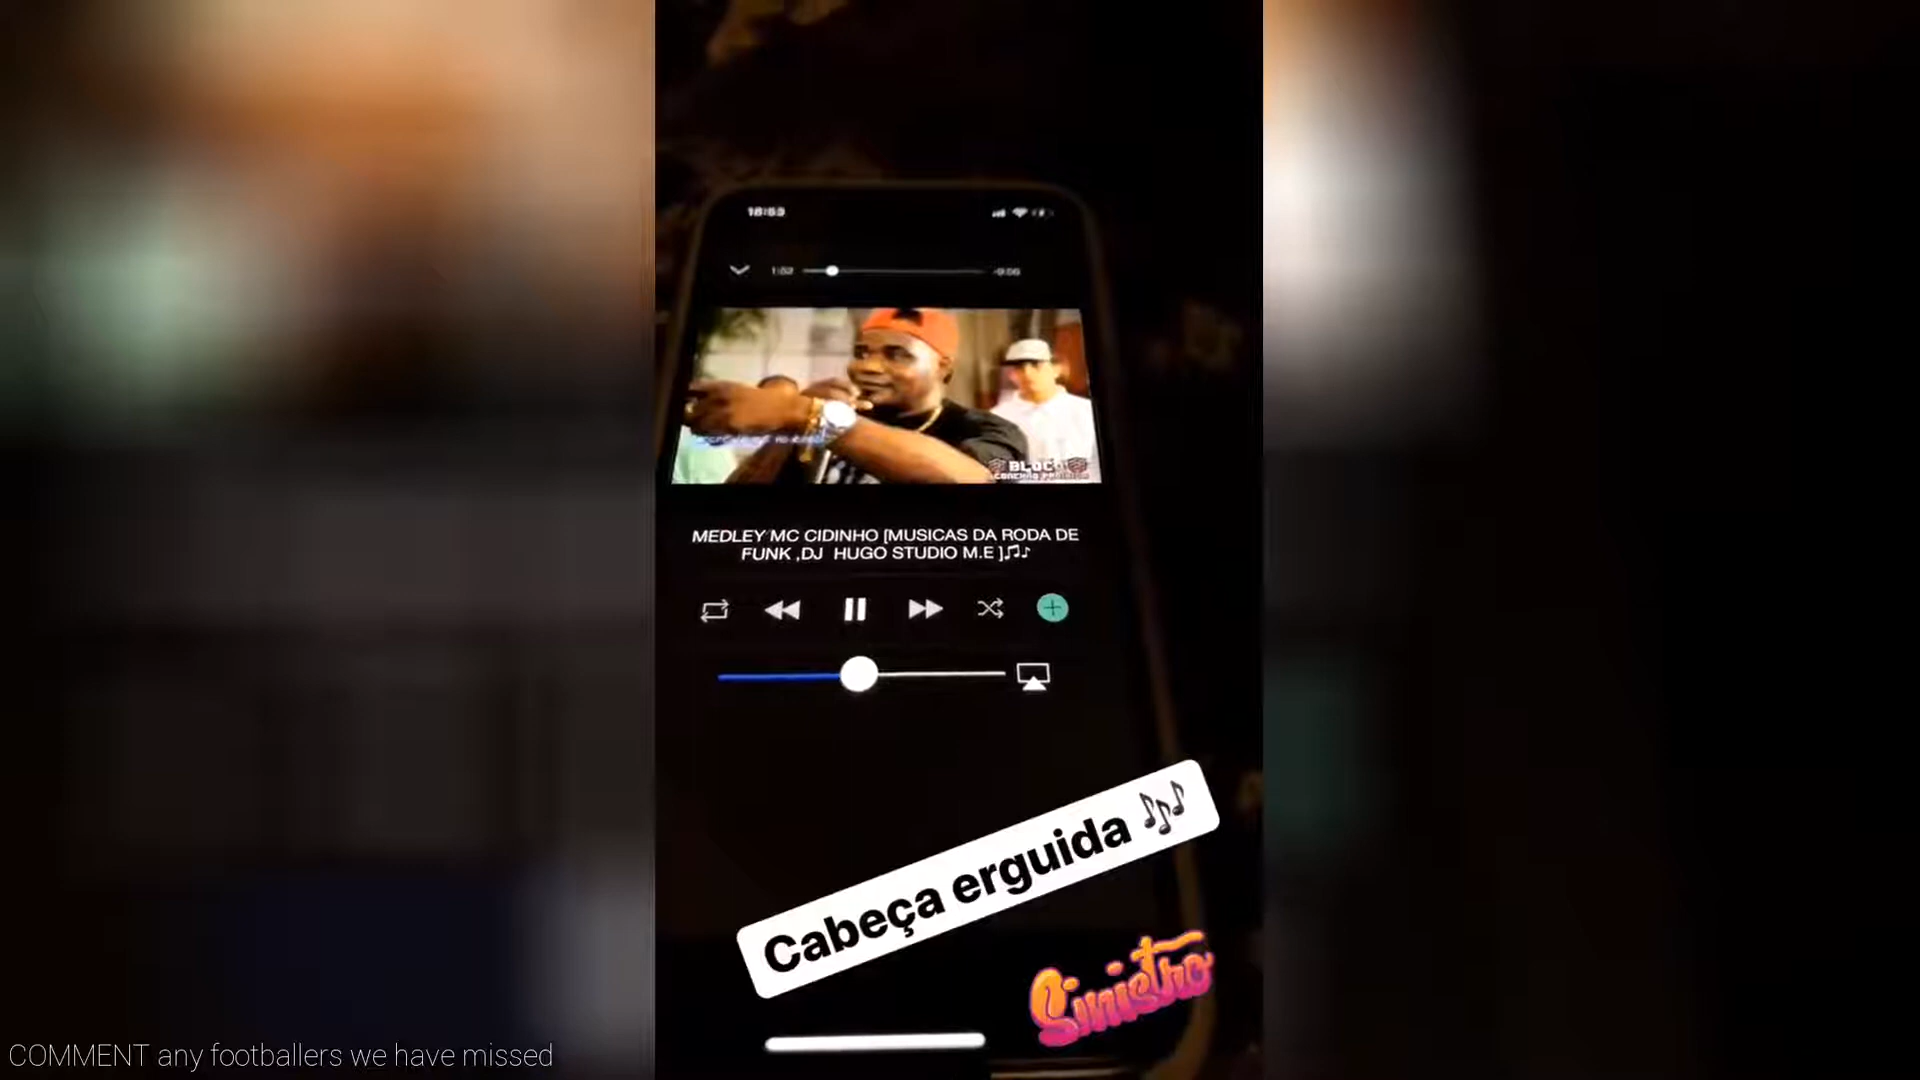 18:53
1:52
-9:06
BLOCO
MEDLEY MC CIDINHO [MUSICAS DA RODA DE
FUNK ,DJ HUGO STUDIO M.E ]🎵♪
Cabeça erguida 🎶
Sinistro
COMMENT any footballers we have missed